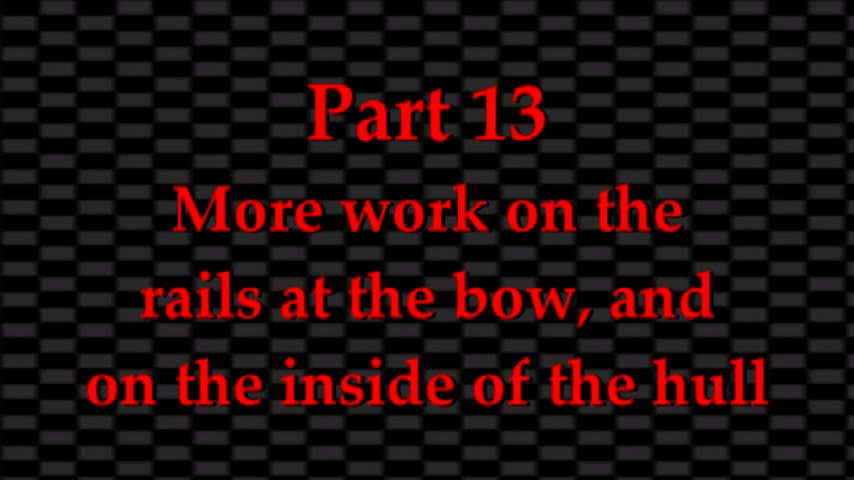 Part 13
More work on the
rails at the bow, and
on the inside of the hull